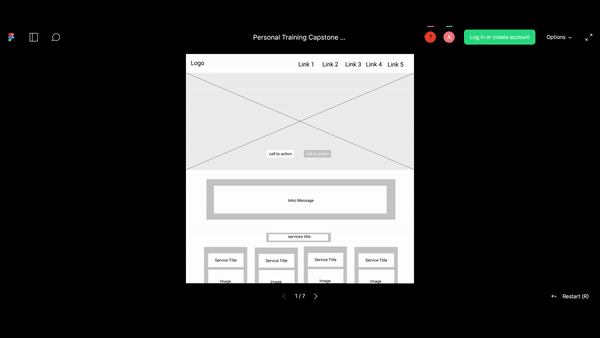 Personal Training Capstone ...
A
Log in or create account
Options
Logo
Link 1 Link 2 Link 3 Link 4 Link 5
call to action call to action
Intro Message
services title
Service Title Service Title Service Title Service Title
Image Image Image Image
1 / 7
Restart (R)